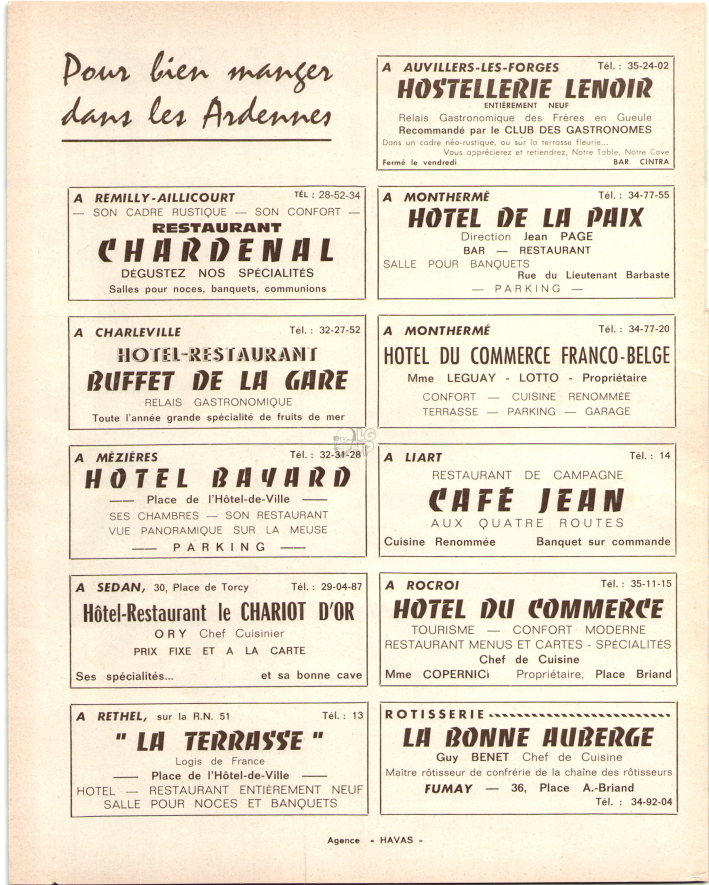 Pour bien manger
dans les Ardennes
A AUVILLERS-LES-FORGES Tél. : 35-24-02
HOSTELLERIE LENOIR
ENTIÈREMENT NEUF
Relais Gastronomique des Frères en Gueule
Recommandé par le CLUB DES GASTRONOMES
Dans un cadre néo-rustique, ou sur la terrasse fleurie...
Vous apprécierez et retiendrez, Notre Table, Notre Cave
Fermé le vendredi BAR CINTRA
A REMILLY-AILLICOURT TÉL : 28-52-34
— SON CADRE RUSTIQUE — SON CONFORT —
RESTAURANT
CHARDENAL
DÉGUSTEZ NOS SPÉCIALITÉS
Salles pour noces, banquets, communions
A MONTHERMÉ Tél. : 34-77-55
HOTEL DE LA PAIX
Direction Jean PAGE
BAR — RESTAURANT
SALLE POUR BANQUETS
Rue du Lieutenant Barbaste
— PARKING —
A CHARLEVILLE Tél. : 32-27-52
HOTEL-RESTAURANT
BUFFET DE LA GARE
RELAIS GASTRONOMIQUE
Toute l'année grande spécialité de fruits de mer
A MONTHERMÉ Tél. : 34-77-20
HOTEL DU COMMERCE FRANCO-BELGE
Mme LEGUAY - LOTTO - Propriétaire
CONFORT — CUISINE RENOMMÉE
TERRASSE — PARKING — GARAGE
A MÉZIÈRES Tél. : 32-31-28
HOTEL BAYARD
— Place de l'Hôtel-de-Ville —
SES CHAMBRES — SON RESTAURANT
VUE PANORAMIQUE SUR LA MEUSE
— PARKING —
A LIART Tél. : 14
RESTAURANT DE CAMPAGNE
CAFÉ JEAN
AUX QUATRE ROUTES
Cuisine Renommée Banquet sur commande
A SEDAN, 30, Place de Torcy Tél. : 29-04-87
Hôtel-Restaurant le CHARIOT D'OR
ORY Chef Cuisinier
PRIX FIXE ET A LA CARTE
Ses spécialités... et sa bonne cave
A ROCROI Tél. : 35-11-15
HOTEL DU COMMERCE
TOURISME — CONFORT MODERNE
RESTAURANT MENUS ET CARTES - SPÉCIALITÉS
Chef de Cuisine
Mme COPERNICI Propriétaire, Place Briand
A RETHEL, sur la R.N. 51 Tél. : 13
" LA TERRASSE "
Logis de France
— Place de l'Hôtel-de-Ville —
HOTEL — RESTAURANT ENTIÈREMENT NEUF
SALLE POUR NOCES ET BANQUETS
ROTISSERIE
LA BONNE AUBERGE
Guy BENET Chef de Cuisine
Maître rôtisseur de confrérie de la chaîne des rôtisseurs
FUMAY — 36, Place A.-Briand
Tél. : 34-92-04
Agence - HAVAS -